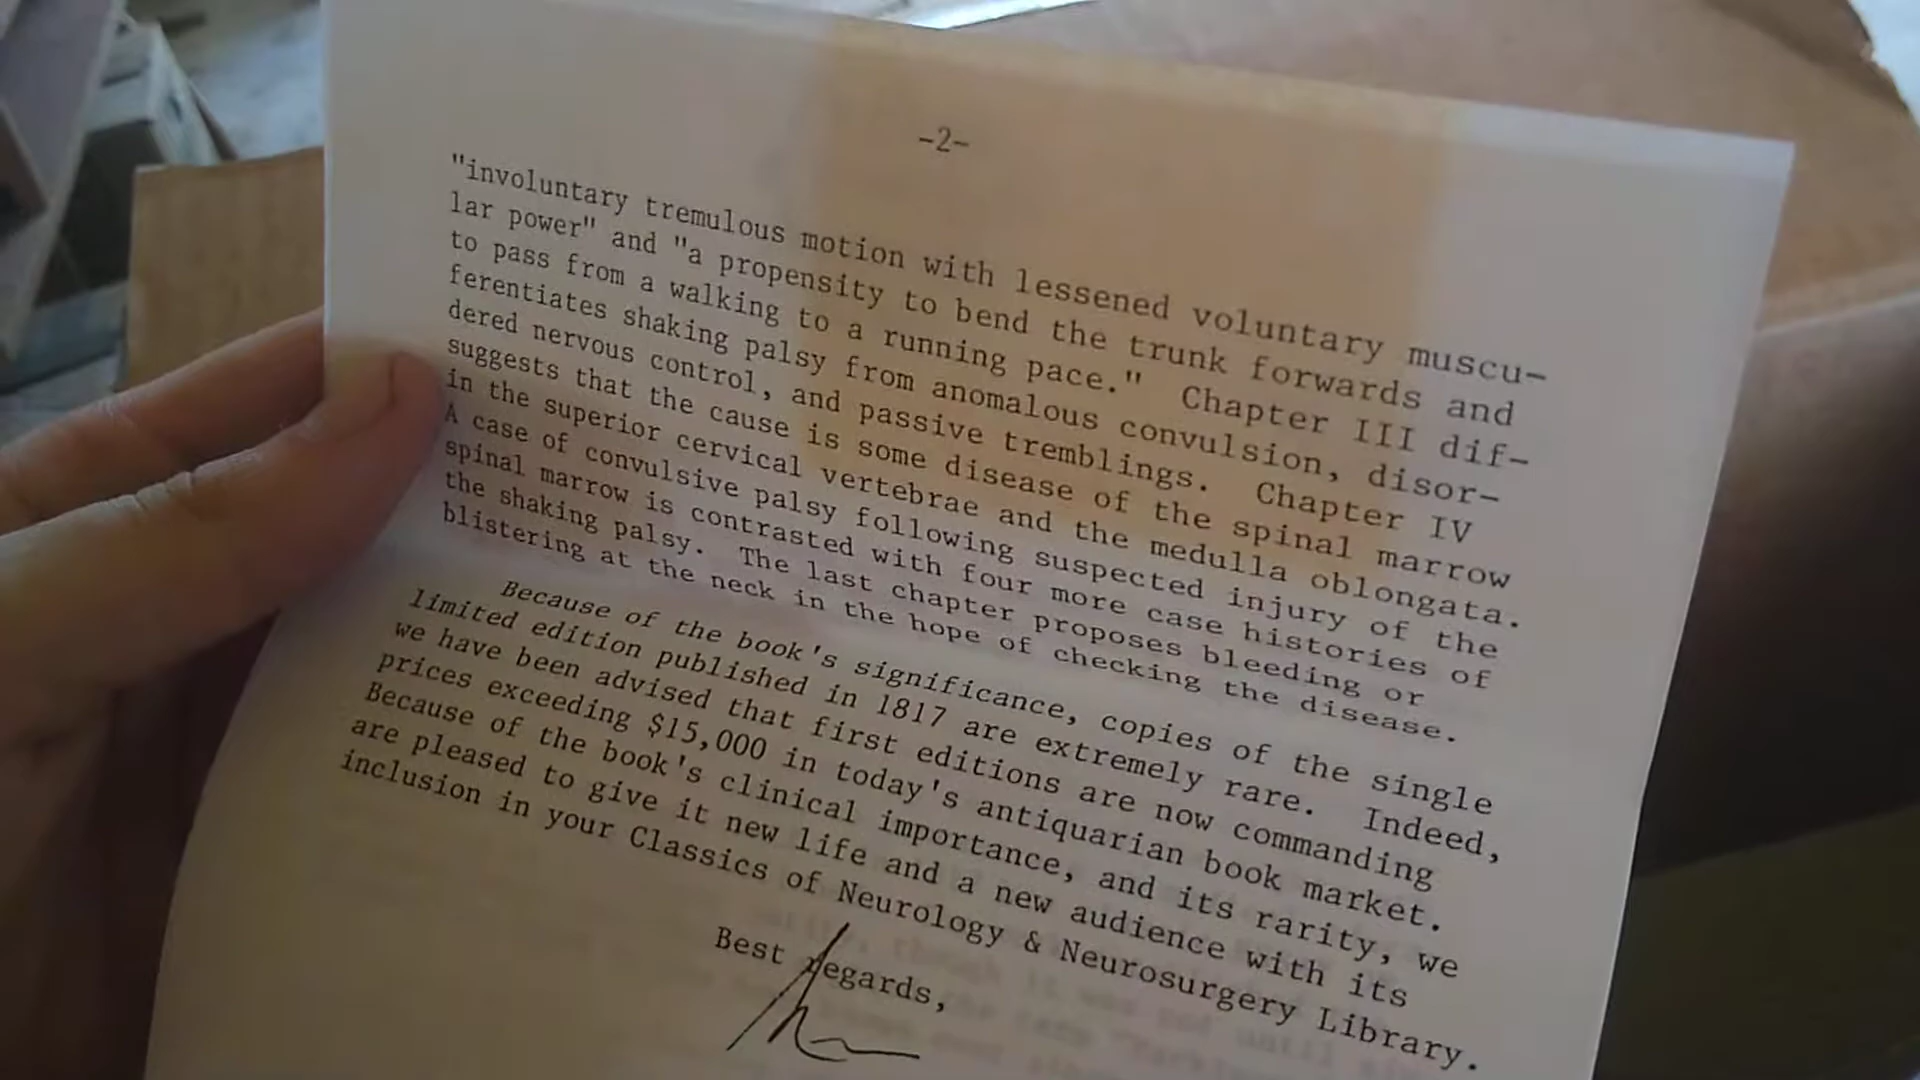 -2-
"involuntary tremulous motion with lessened voluntary muscu-
lar power" and "a propensity to bend the trunk forwards and
to pass from a walking to a running pace." Chapter III dif-
ferentiates shaking palsy from anomalous convulsion, disor-
dered nervous control, and passive tremblings. Chapter IV
suggests that the cause is some disease of the spinal marrow
in the superior cervical vertebrae and the medulla oblongata.
A case of convulsive palsy following suspected injury of the
spinal marrow is contrasted with four more case histories of
the shaking palsy. The last chapter proposes bleeding or
blistering at the neck in the hope of checking the disease.
Because of the book's significance, copies of the single
limited edition published in 1817 are extremely rare. Indeed,
we have been advised that first editions are now commanding
prices exceeding $15,000 in today's antiquarian book market.
Because of the book's clinical importance, and its rarity, we
are pleased to give it new life and a new audience with its
inclusion in your Classics of Neurology & Neurosurgery Library.
Best regards,